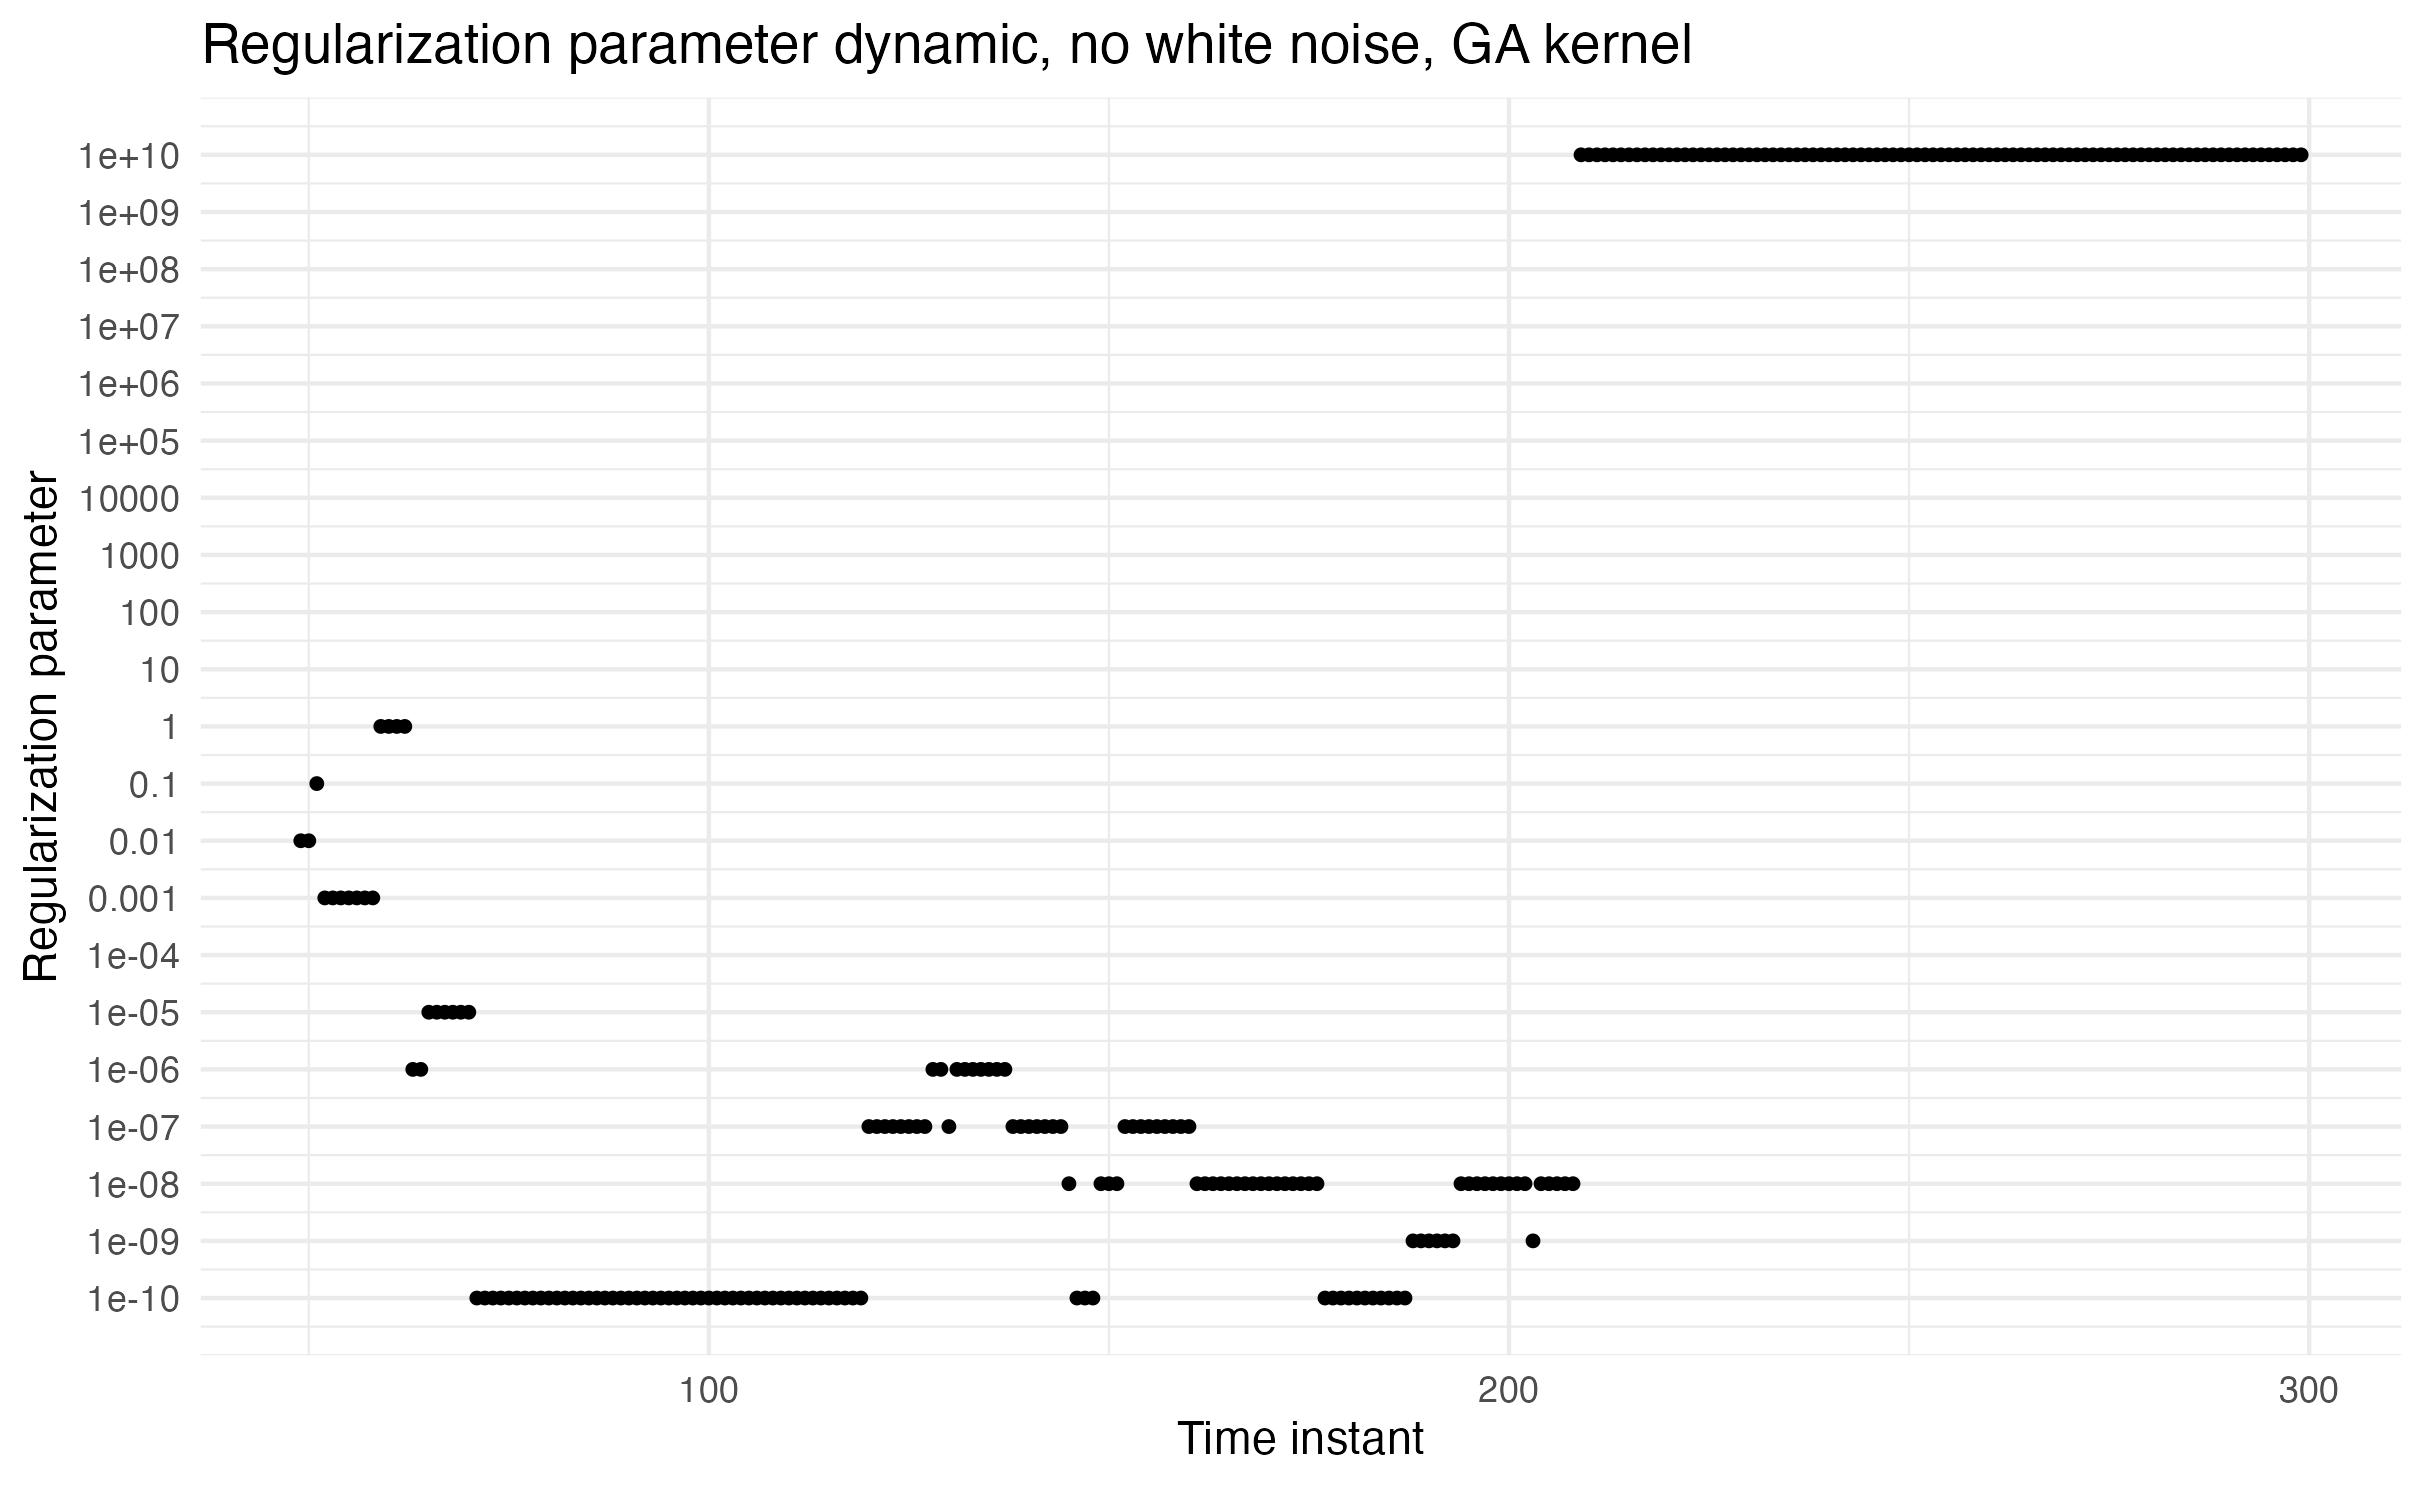 Regularization parameter dynamic, no white noise, GA kernel
Regularization parameter
1e+10
1e+09
1e+08
1e+07
1e+06
1e+05
10000
1000
100
10
1
0.1
0.01
0.001
1e-04
1e-05
1e-06
1e-07
1e-08
1e-09
1e-10
100 200 300
Time instant